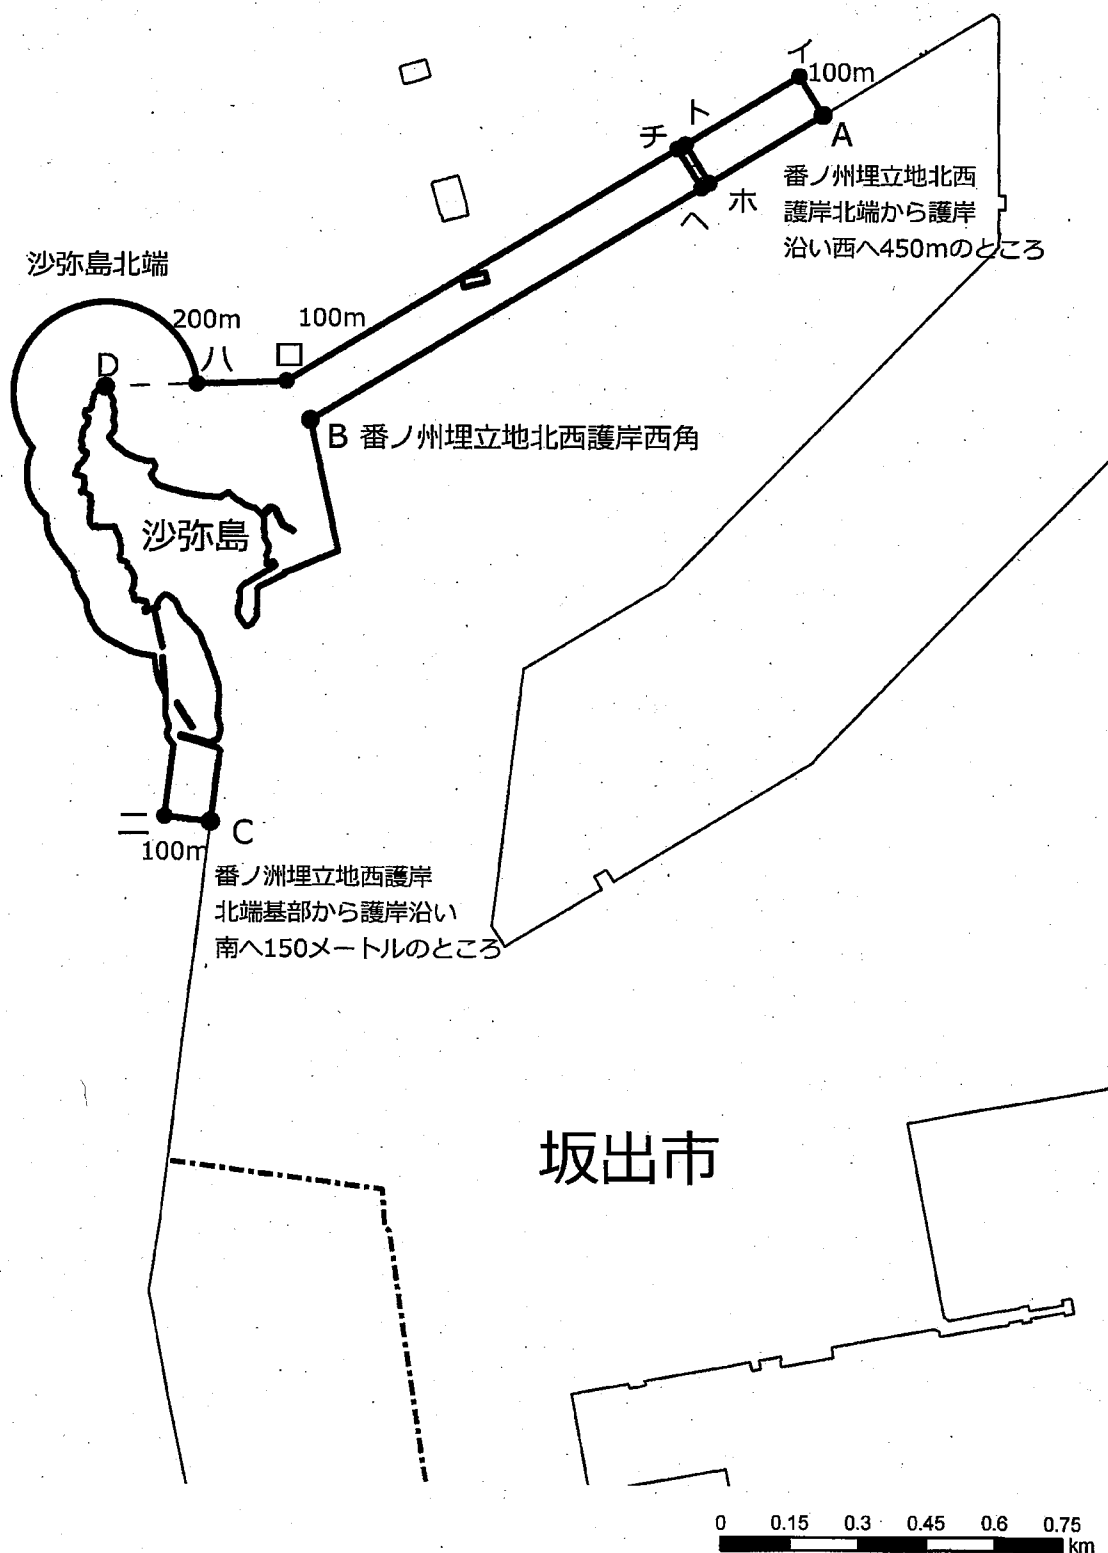 イ
100m
ト
チ
A
ホ
ヘ
番ノ州埋立地北西
護岸北端から護岸
沿い西へ450mのところ
沙弥島北端
200m
100m
ハ
ロ
D
B 番ノ州埋立地北西護岸西角
沙弥島
ニ
C
100m
番ノ洲埋立地西護岸
北端基部から護岸沿い
南へ150メートルのところ
坂出市
0 0.15 0.3 0.45 0.6 0.75
km